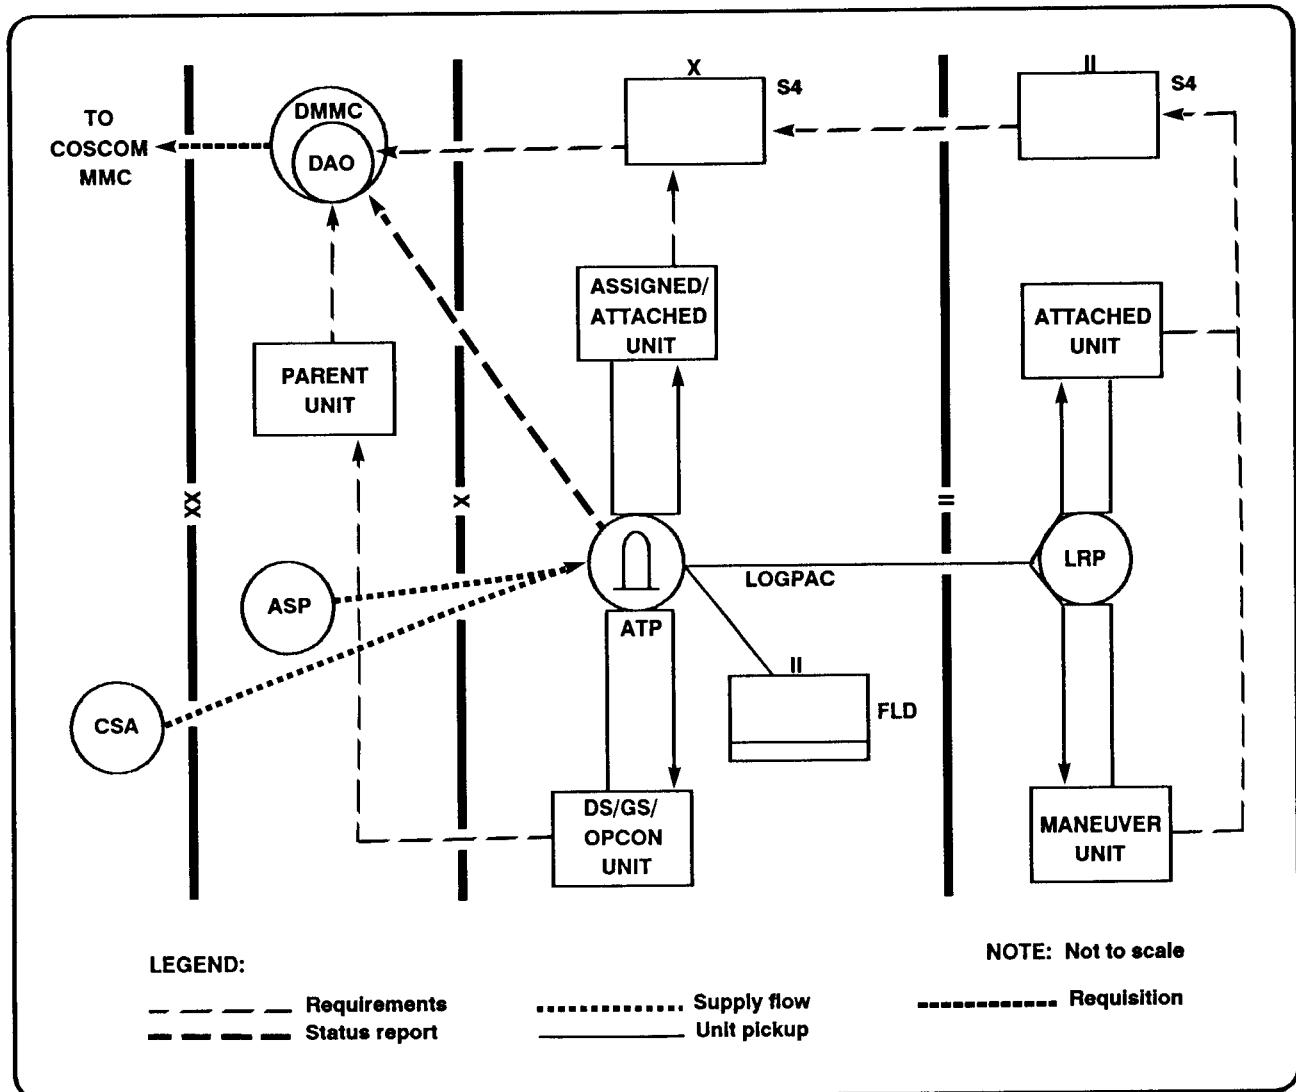 X
II
S4
S4
TO
COSCOM
MMC
DMMC
DAO
ASSIGNED/
ATTACHED
UNIT
ATTACHED
UNIT
PARENT
UNIT
XX
X
II
LRP
LOGPAC
ASP
ATP
II
CSA
FLD
DS/GS/
OPCON
UNIT
MANEUVER
UNIT
LEGEND:
NOTE: Not to scale
Requirements
Supply flow
Requisition
Status report
Unit pickup